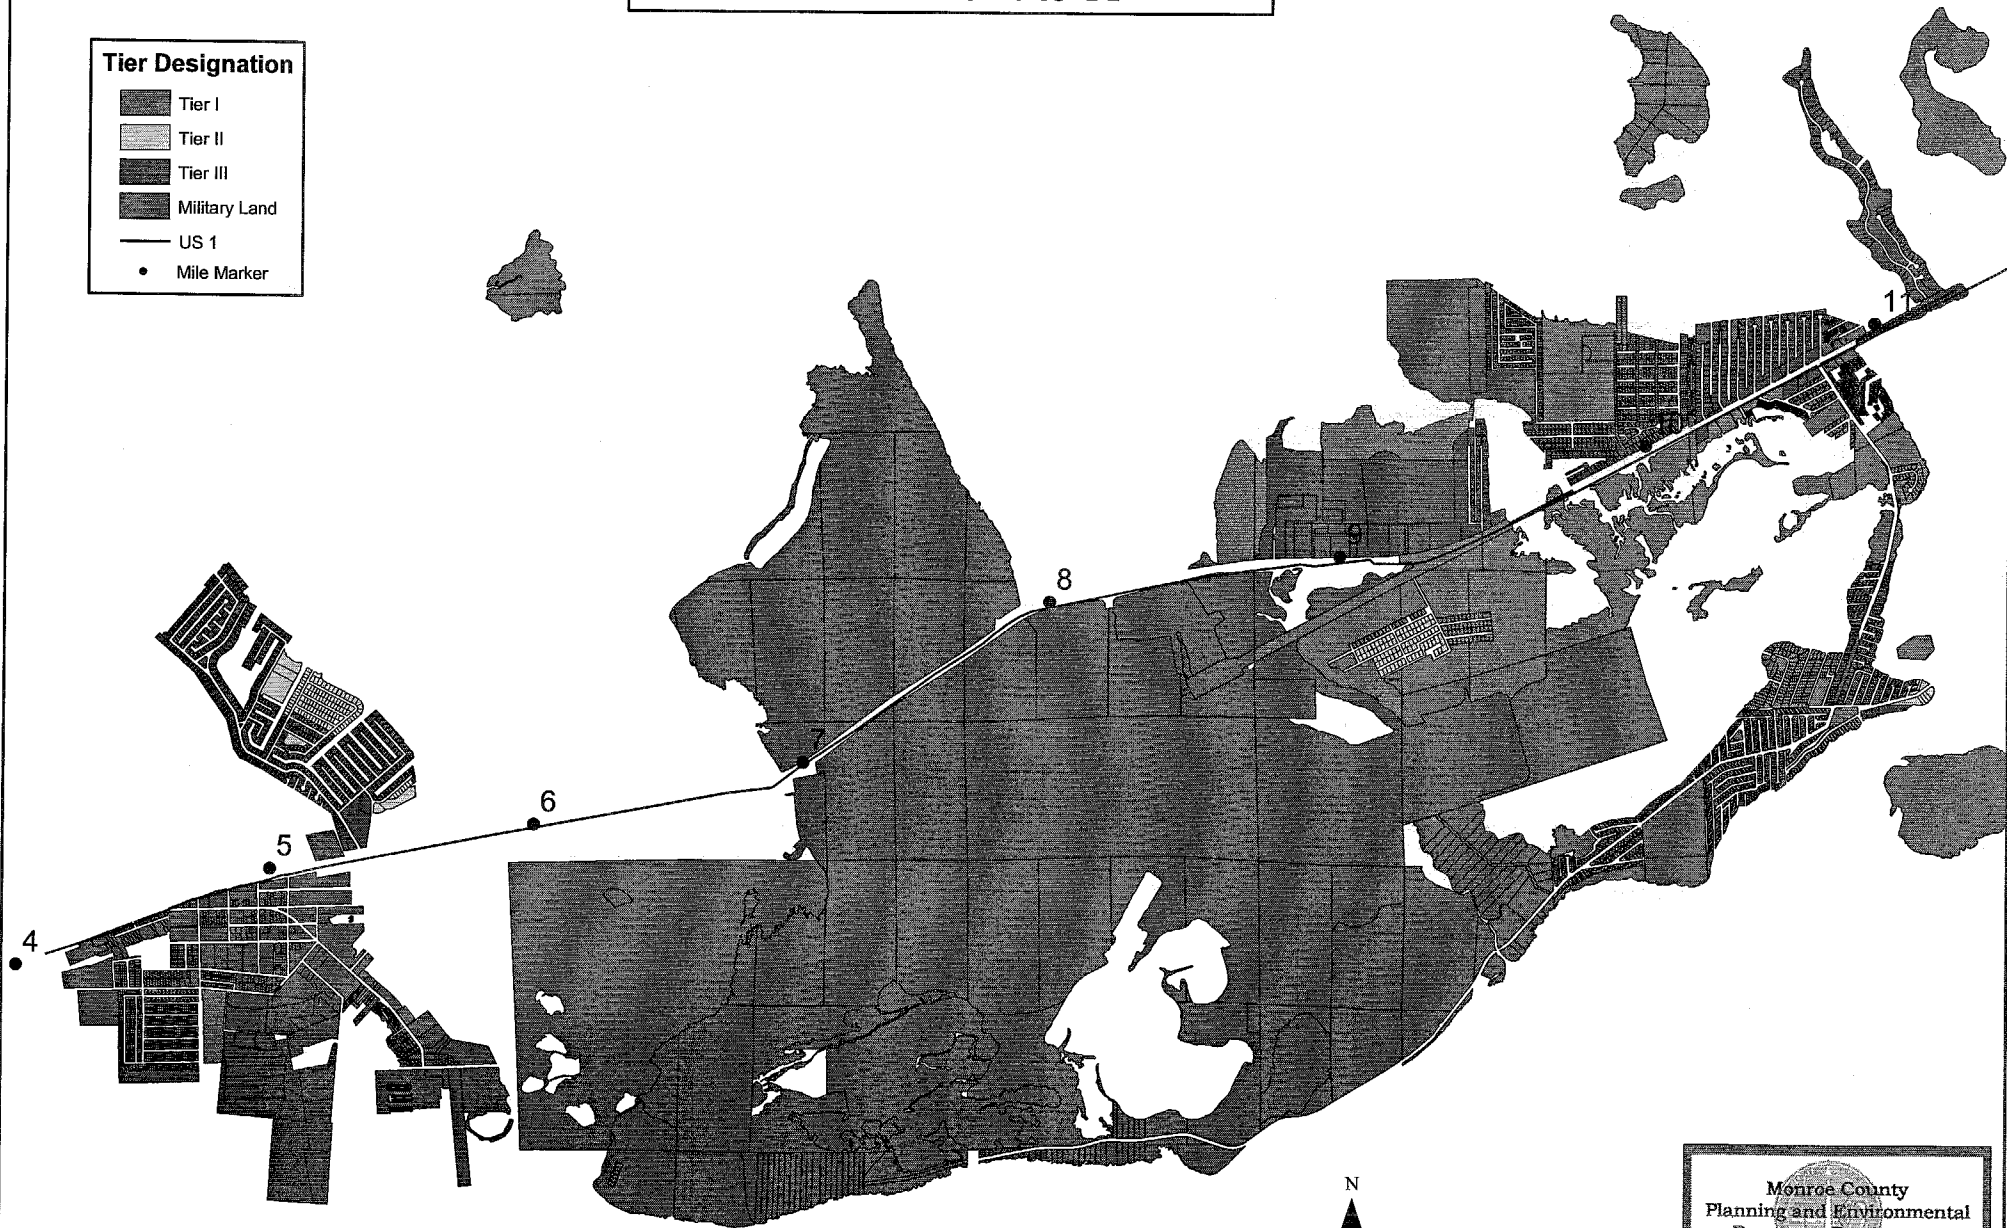 Tier Designation
Tier I
Tier II
Tier III
Military Land
US 1
Mile Marker
11
10
9
8
7
6
5
4
N
Monroe County
Planning and Environmental